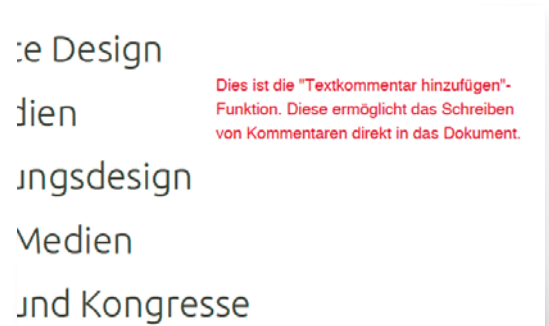 te Design
Dies ist die "Textkommentar hinzufügen"-
Funktion. Diese ermöglicht das Schreiben
von Kommentaren direkt in das Dokument.
dien
ungsdesign
Medien
und Kongresse